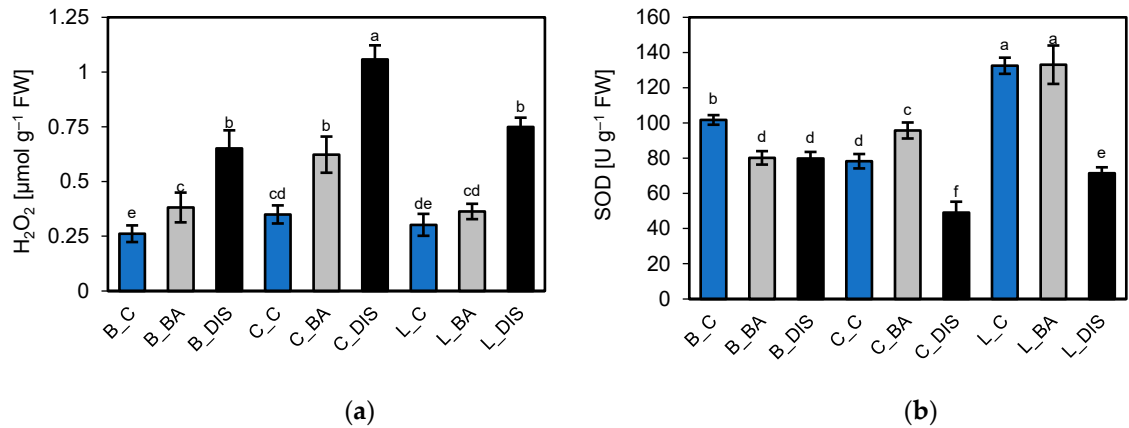 1.25
1
0.75
0.5
0.25
0
H₂O₂ [µmol g⁻¹ FW]
e
c
b
cd
b
a
de
cd
b
B_C
B_BA
B_DIS
C_C
C_BA
C_DIS
L_C
L_BA
L_DIS
(a)
160
140
120
100
80
60
40
20
0
SOD [U g⁻¹ FW]
b
d
d
d
c
f
a
a
e
B_C
B_BA
B_DIS
C_C
C_BA
C_DIS
L_C
L_BA
L_DIS
(b)